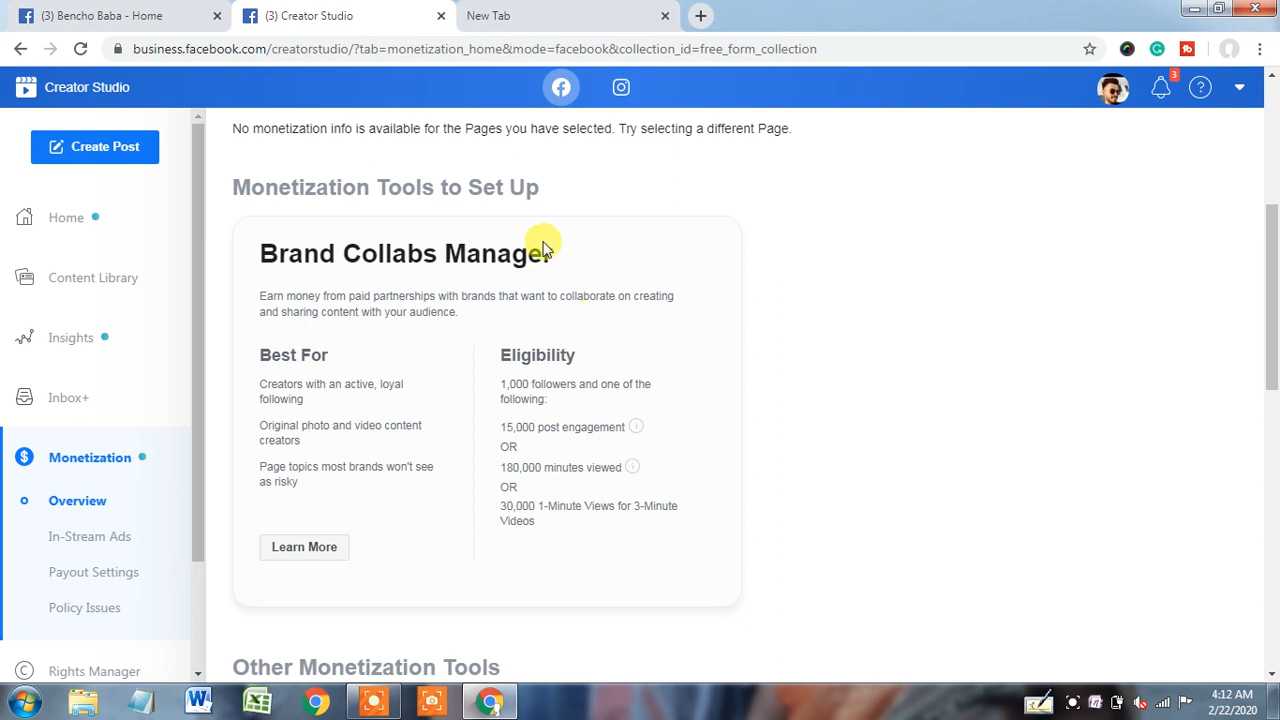 (3) Bencho Baba - Home
(3) Creator Studio
New Tab
business.facebook.com/creatorstudio/?tab=monetization_home&mode=facebook&collection_id=free_form_collection
Creator Studio
3
Create Post
Home
Content Library
Insights
Inbox+
Monetization
Overview
In-Stream Ads
Payout Settings
Policy Issues
Rights Manager
No monetization info is available for the Pages you have selected. Try selecting a different Page.
Monetization Tools to Set Up
Brand Collabs Manager
Earn money from paid partnerships with brands that want to collaborate on creating
and sharing content with your audience.
Best For
Creators with an active, loyal
following
Original photo and video content
creators
Page topics most brands won't see
as risky
Learn More
Eligibility
1,000 followers and one of the
following:
15,000 post engagement
OR
180,000 minutes viewed
OR
30,000 1-Minute Views for 3-Minute
Videos
Other Monetization Tools
4:12 AM
2/22/2020